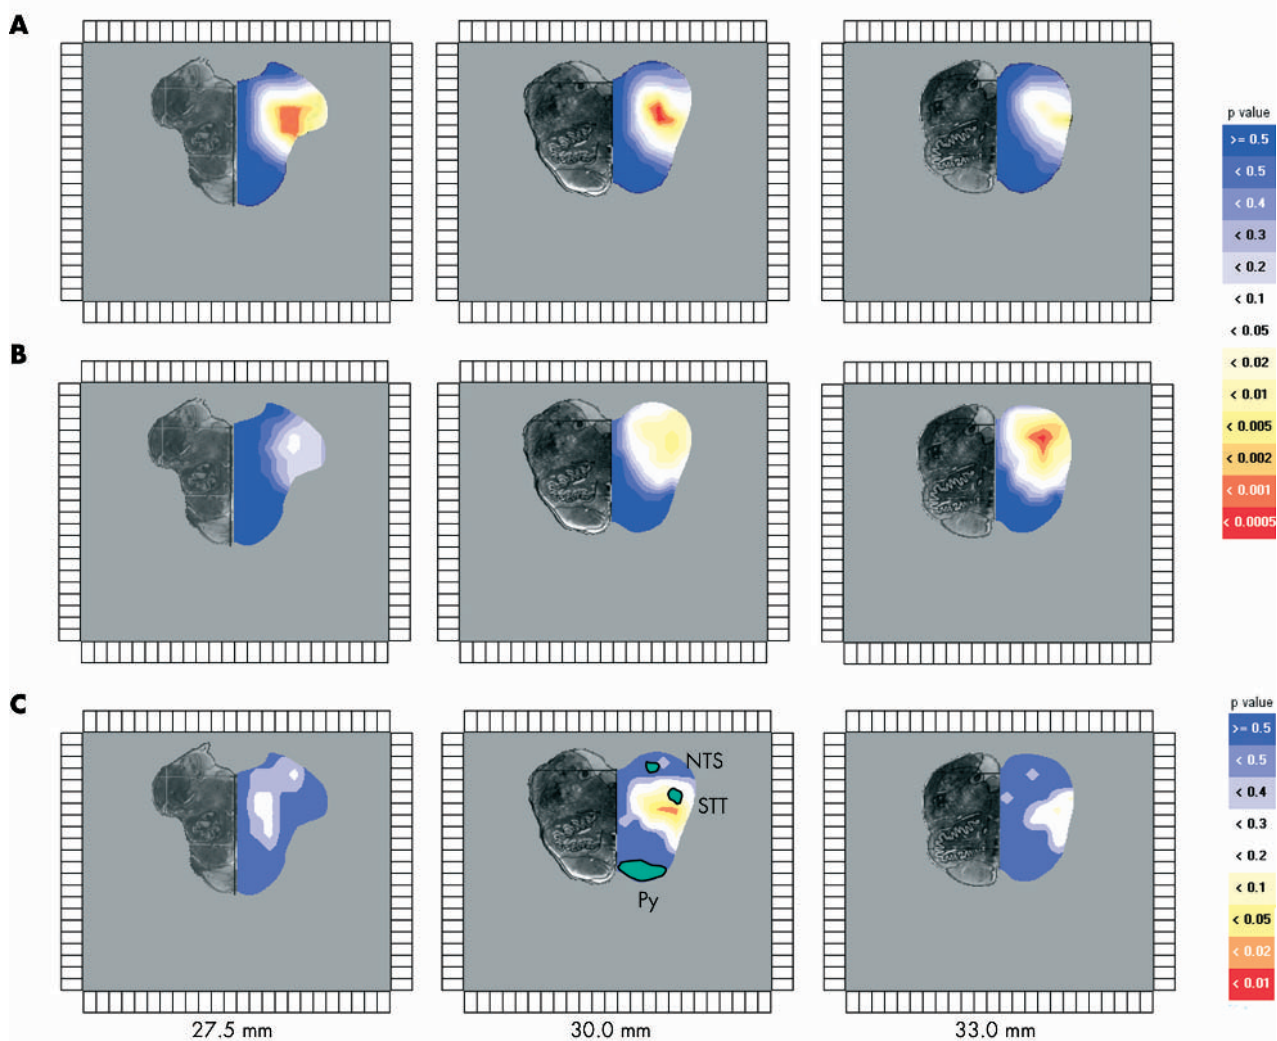 A
p value
>= 0.5
< 0.5
< 0.4
< 0.3
< 0.2
< 0.1
< 0.05
< 0.02
< 0.01
< 0.005
< 0.002
< 0.001
< 0.0005
B
C
NTS
STT
Py
p value
>= 0.5
< 0.5
< 0.4
< 0.3
< 0.2
< 0.1
< 0.05
< 0.02
< 0.01
27.5 mm
30.0 mm
33.0 mm